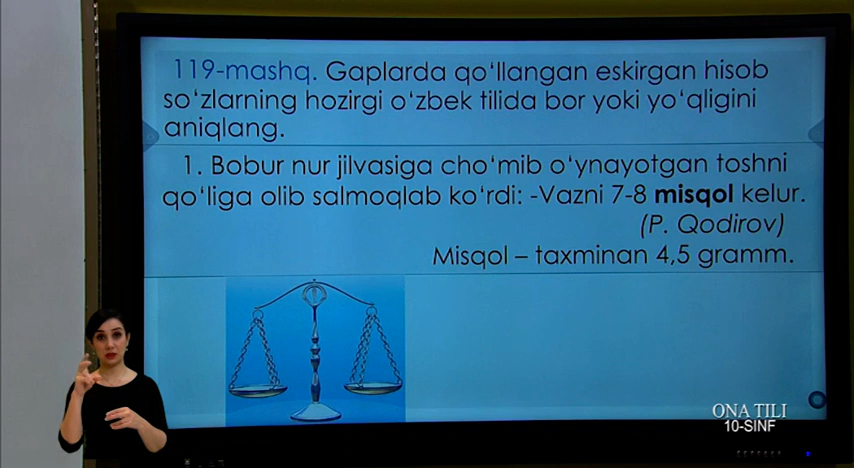 119-mashq. Gaplarda qo‘llangan eskirgan hisob
so‘zlarning hozirgi o‘zbek tilida bor yoki yo‘qligini
aniqlang.
1. Bobur nur jilvasiga cho‘mib o‘ynayotgan toshni
qo‘liga olib salmoqlab ko‘rdi: -Vazni 7-8 misqol kelur.
(P. Qodirov)
Misqol – taxminan 4,5 gramm.
ONA TILI
10-SINF